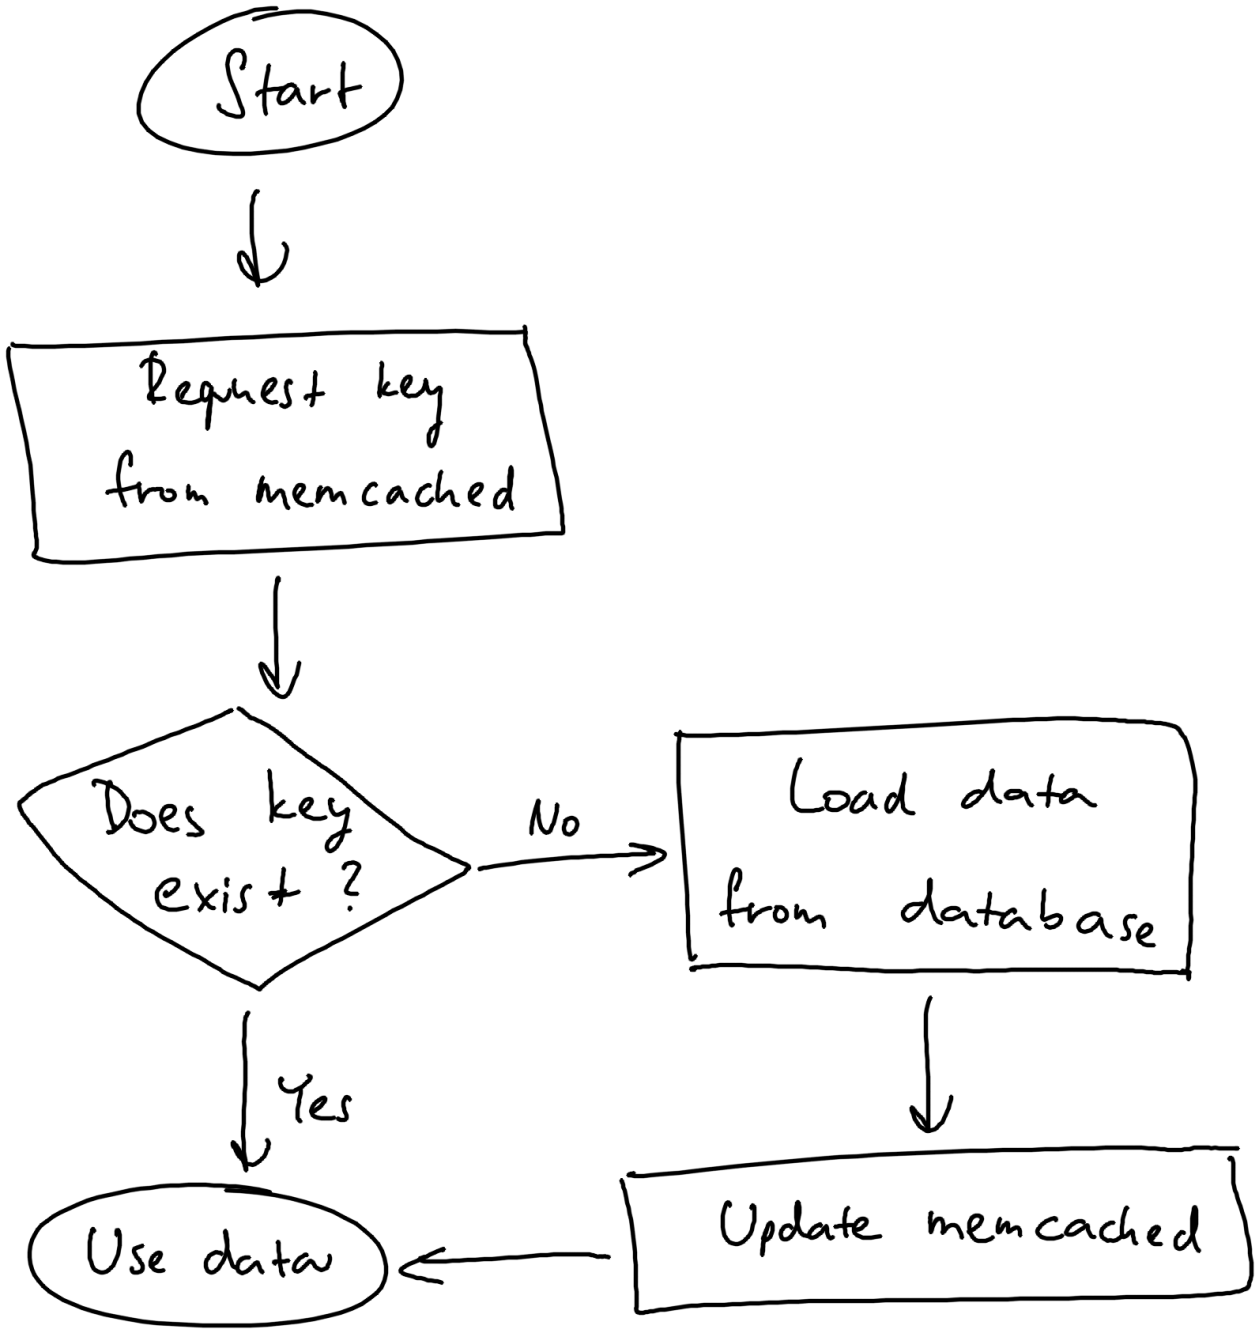 Start
Request key
from memcached
Does key
exist?
No
Load data
from database
Yes
Use data
Update memcached